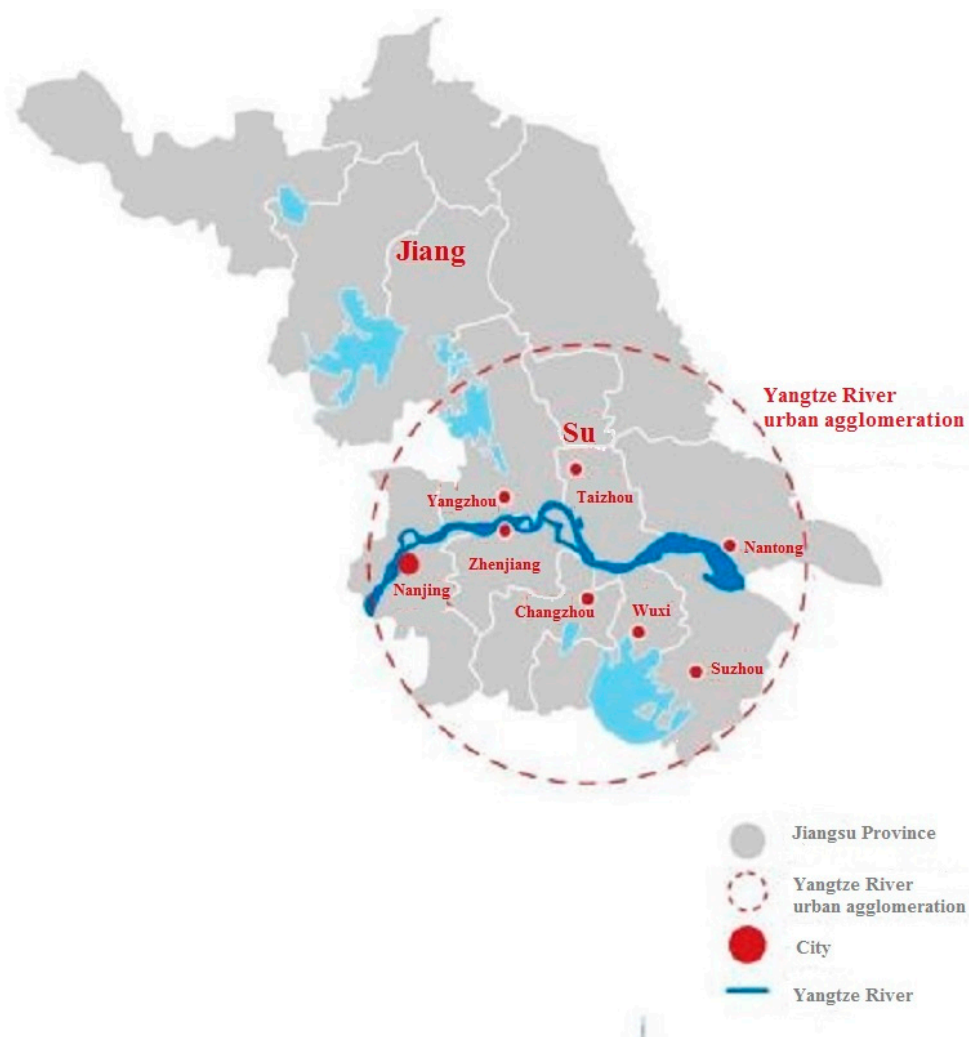 Jiang
Yangtze River
urban agglomeration
Su
Taizhou
Yangzhou
Nantong
Zhenjiang
Nanjing
Changzhou
Wuxi
Suzhou
Jiangsu Province
Yangtze River
urban agglomeration
City
Yangtze River